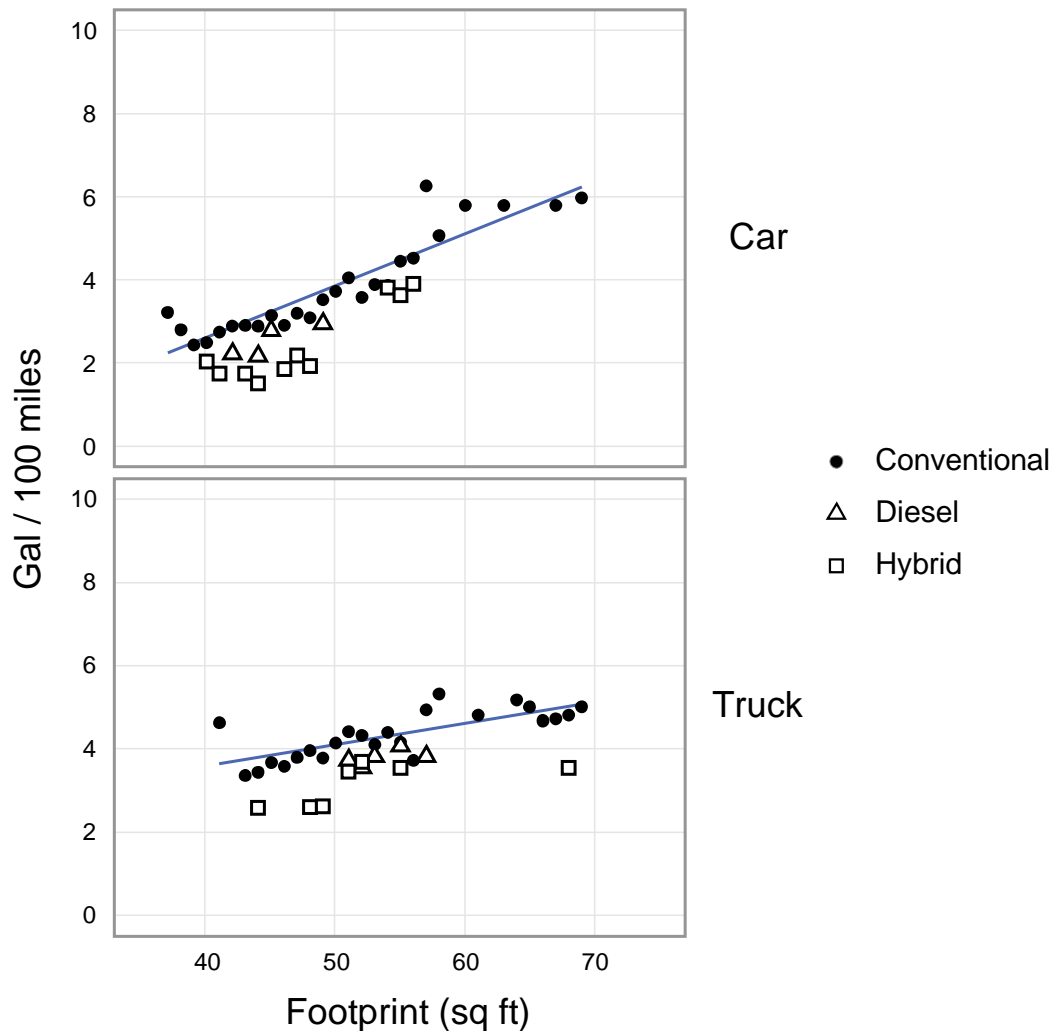 Gal / 100 miles
10
8
6
4
2
0
Car
10
8
6
4
2
0
Truck
40 50 60 70
Footprint (sq ft)
Conventional
Diesel
Hybrid